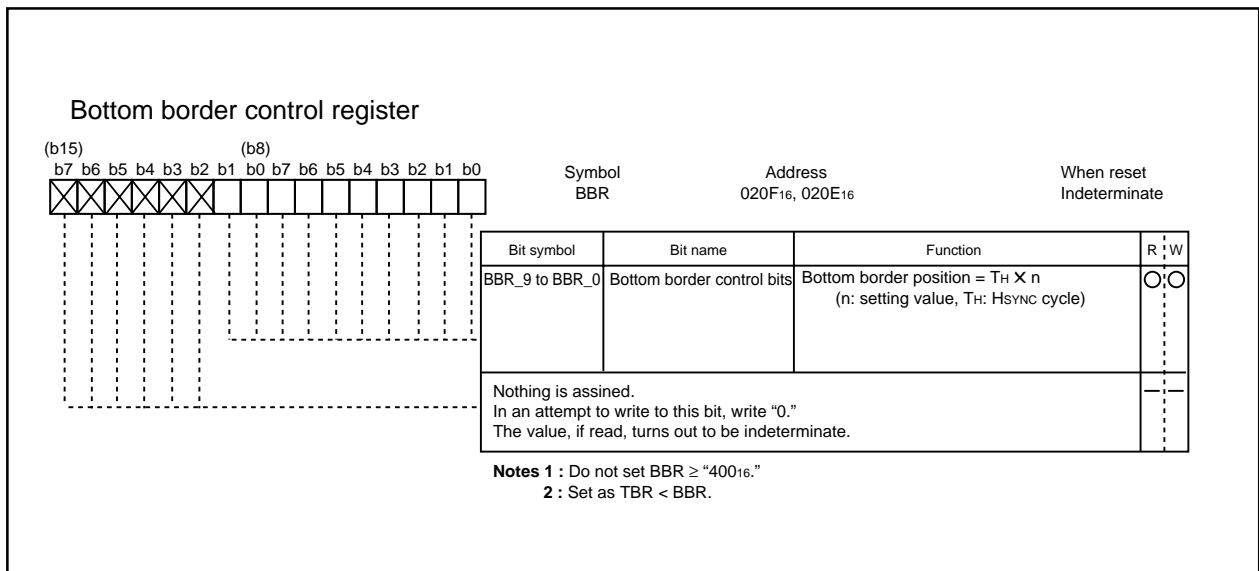 Bottom border control register
(b15) (b8)
b7 b6 b5 b4 b3 b2 b1 b0 b7 b6 b5 b4 b3 b2 b1 b0
Symbol Address When reset
BBR 020F16, 020E16 Indeterminate
Bit symbol Bit name Function R W
BBR_9 to BBR_0 Bottom border control bits Bottom border position = TH X n
(n: setting value, TH: HSYNC cycle)
Nothing is assined.
In an attempt to write to this bit, write “0.”
The value, if read, turns out to be indeterminate.
Notes 1 : Do not set BBR ≥ “40016.”
2 : Set as TBR < BBR.